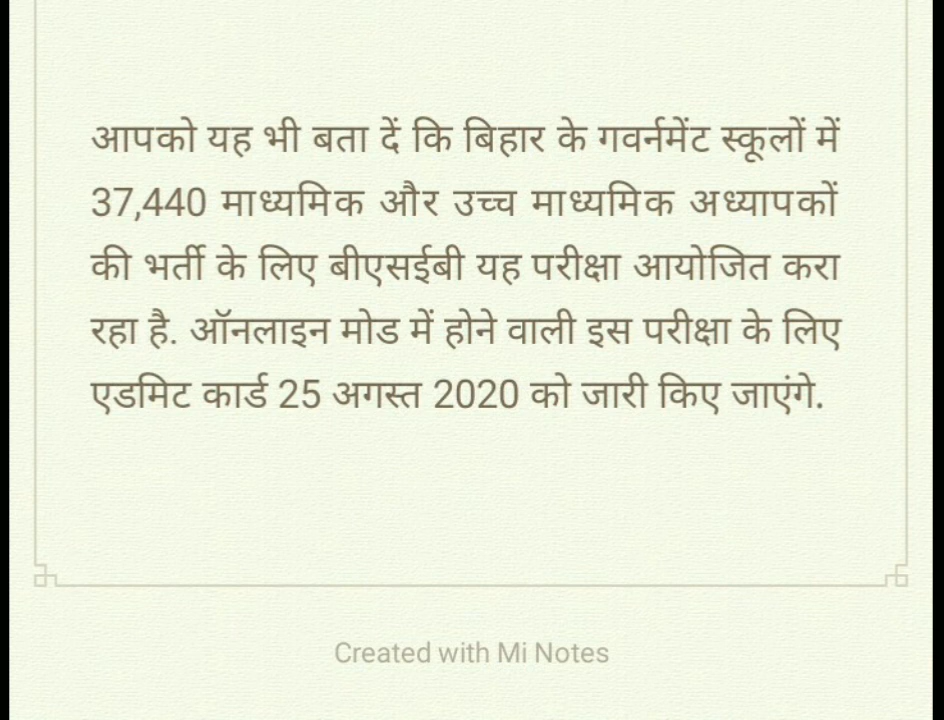 आपको यह भी बता दें कि बिहार के गवर्नमेंट स्कूलों में
37,440 माध्यमिक और उच्च माध्यमिक अध्यापकों
की भर्ती के लिए बीएसईबी यह परीक्षा आयोजित करा
रहा है. ऑनलाइन मोड में होने वाली इस परीक्षा के लिए
एडमिट कार्ड 25 अगस्त 2020 को जारी किए जाएंगे.
Created with Mi Notes